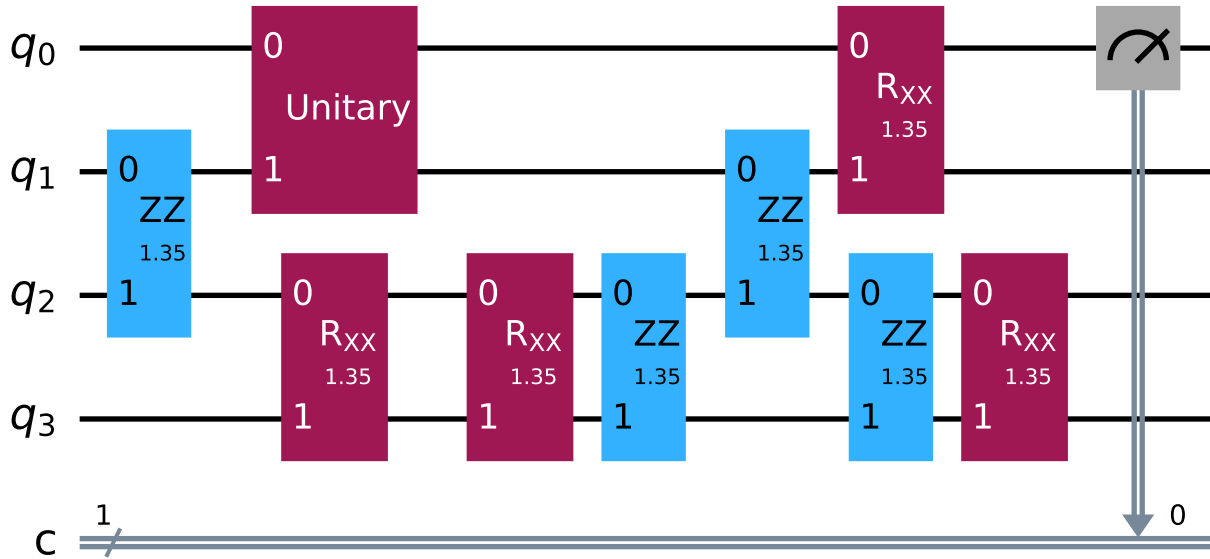 q0 0 0
Unitary RXX
1.35
q1 0 1 0 1
ZZ ZZ
1.35 1.35
q2 1 0 0 0 1 0 0
RXX RXX ZZ ZZ RXX
1.35 1.35 1.35 1.35 1.35
q3 1 1 1 1 1
1 0
c